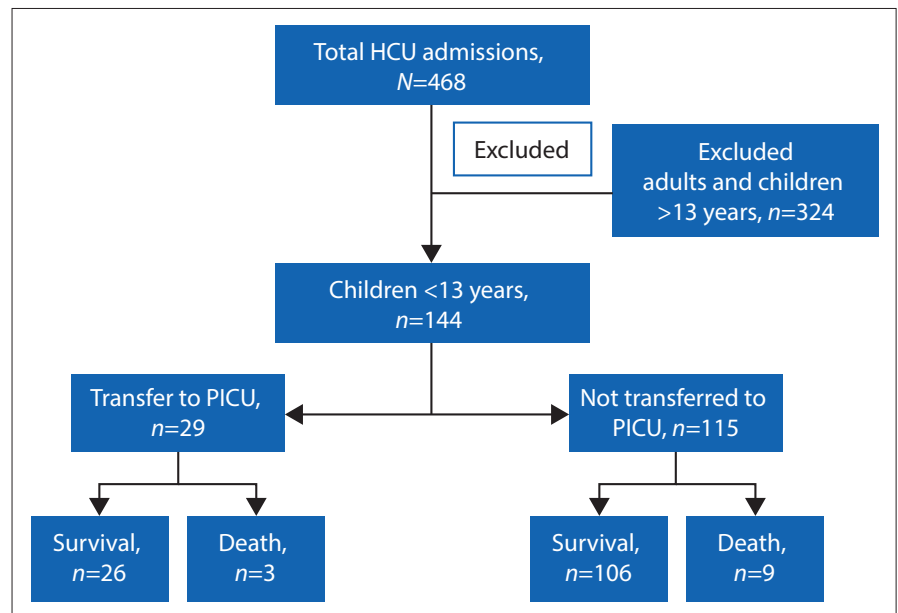 Total HCU admissions,
N=468
Excluded
Excluded
adults and children
>13 years, n=324
Children <13 years,
n=144
Transfer to PICU,
n=29
Not transferred to
PICU, n=115
Survival,
n=26
Death,
n=3
Survival,
n=106
Death,
n=9